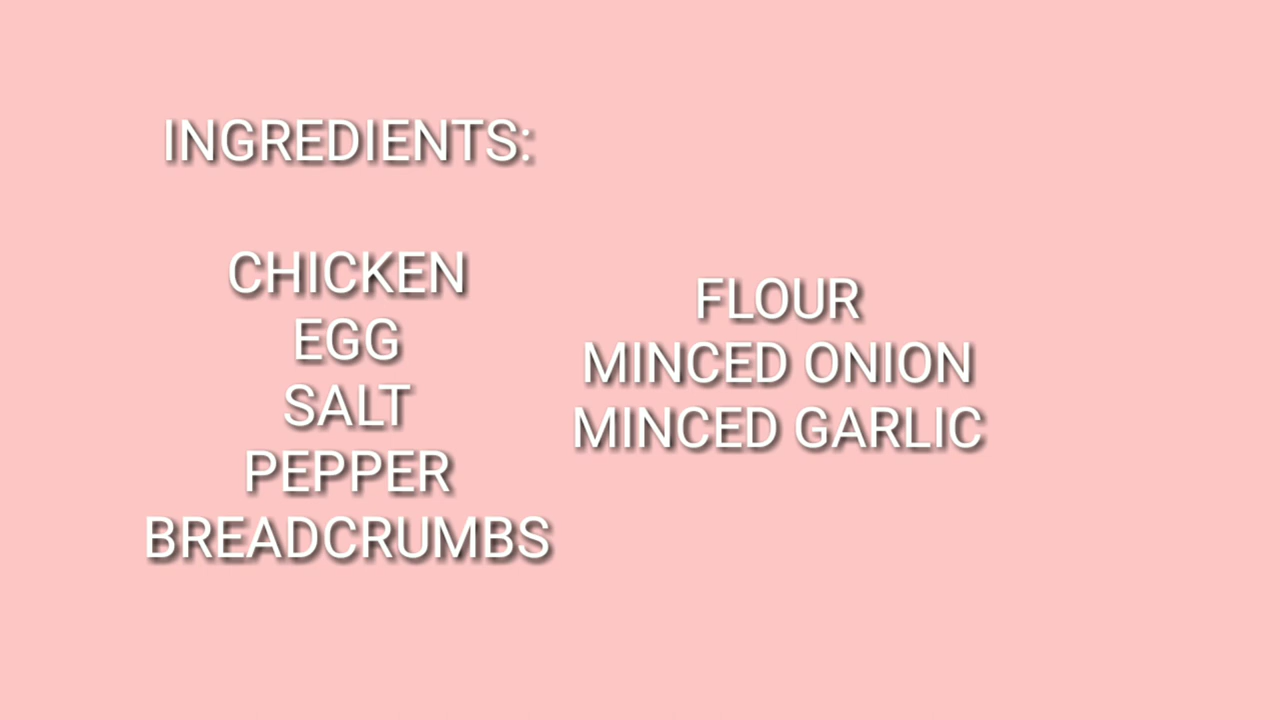 INGREDIENTS:
CHICKEN
EGG
SALT
PEPPER
BREADCRUMBS
FLOUR
MINCED ONION
MINCED GARLIC